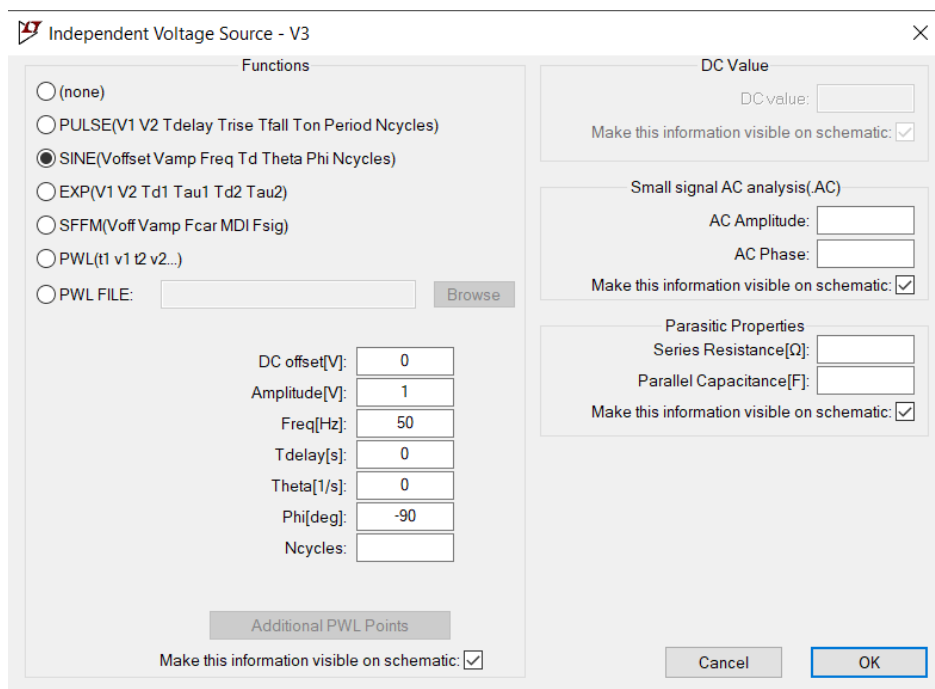 Independent Voltage Source - V3
Functions
(none)
PULSE(V1 V2 Tdelay Trise Tfall Ton Period Ncycles)
SINE(Voffset Vamp Freq Td Theta Phi Ncycles)
EXP(V1 V2 Td1 Tau1 Td2 Tau2)
SFFM(Voff Vamp Fcar MDI Fsig)
PWL(t1 v1 t2 v2...)
PWL FILE: Browse
DC offset[V]: 0
Amplitude[V]: 1
Freq[Hz]: 50
Tdelay[s]: 0
Theta[1/s]: 0
Phi[deg]: -90
Ncycles:
Additional PWL Points
Make this information visible on schematic:
DC Value
DC value:
Make this information visible on schematic:
Small signal AC analysis(.AC)
AC Amplitude:
AC Phase:
Make this information visible on schematic:
Parasitic Properties
Series Resistance[Ω]:
Parallel Capacitance[F]:
Make this information visible on schematic:
Cancel OK